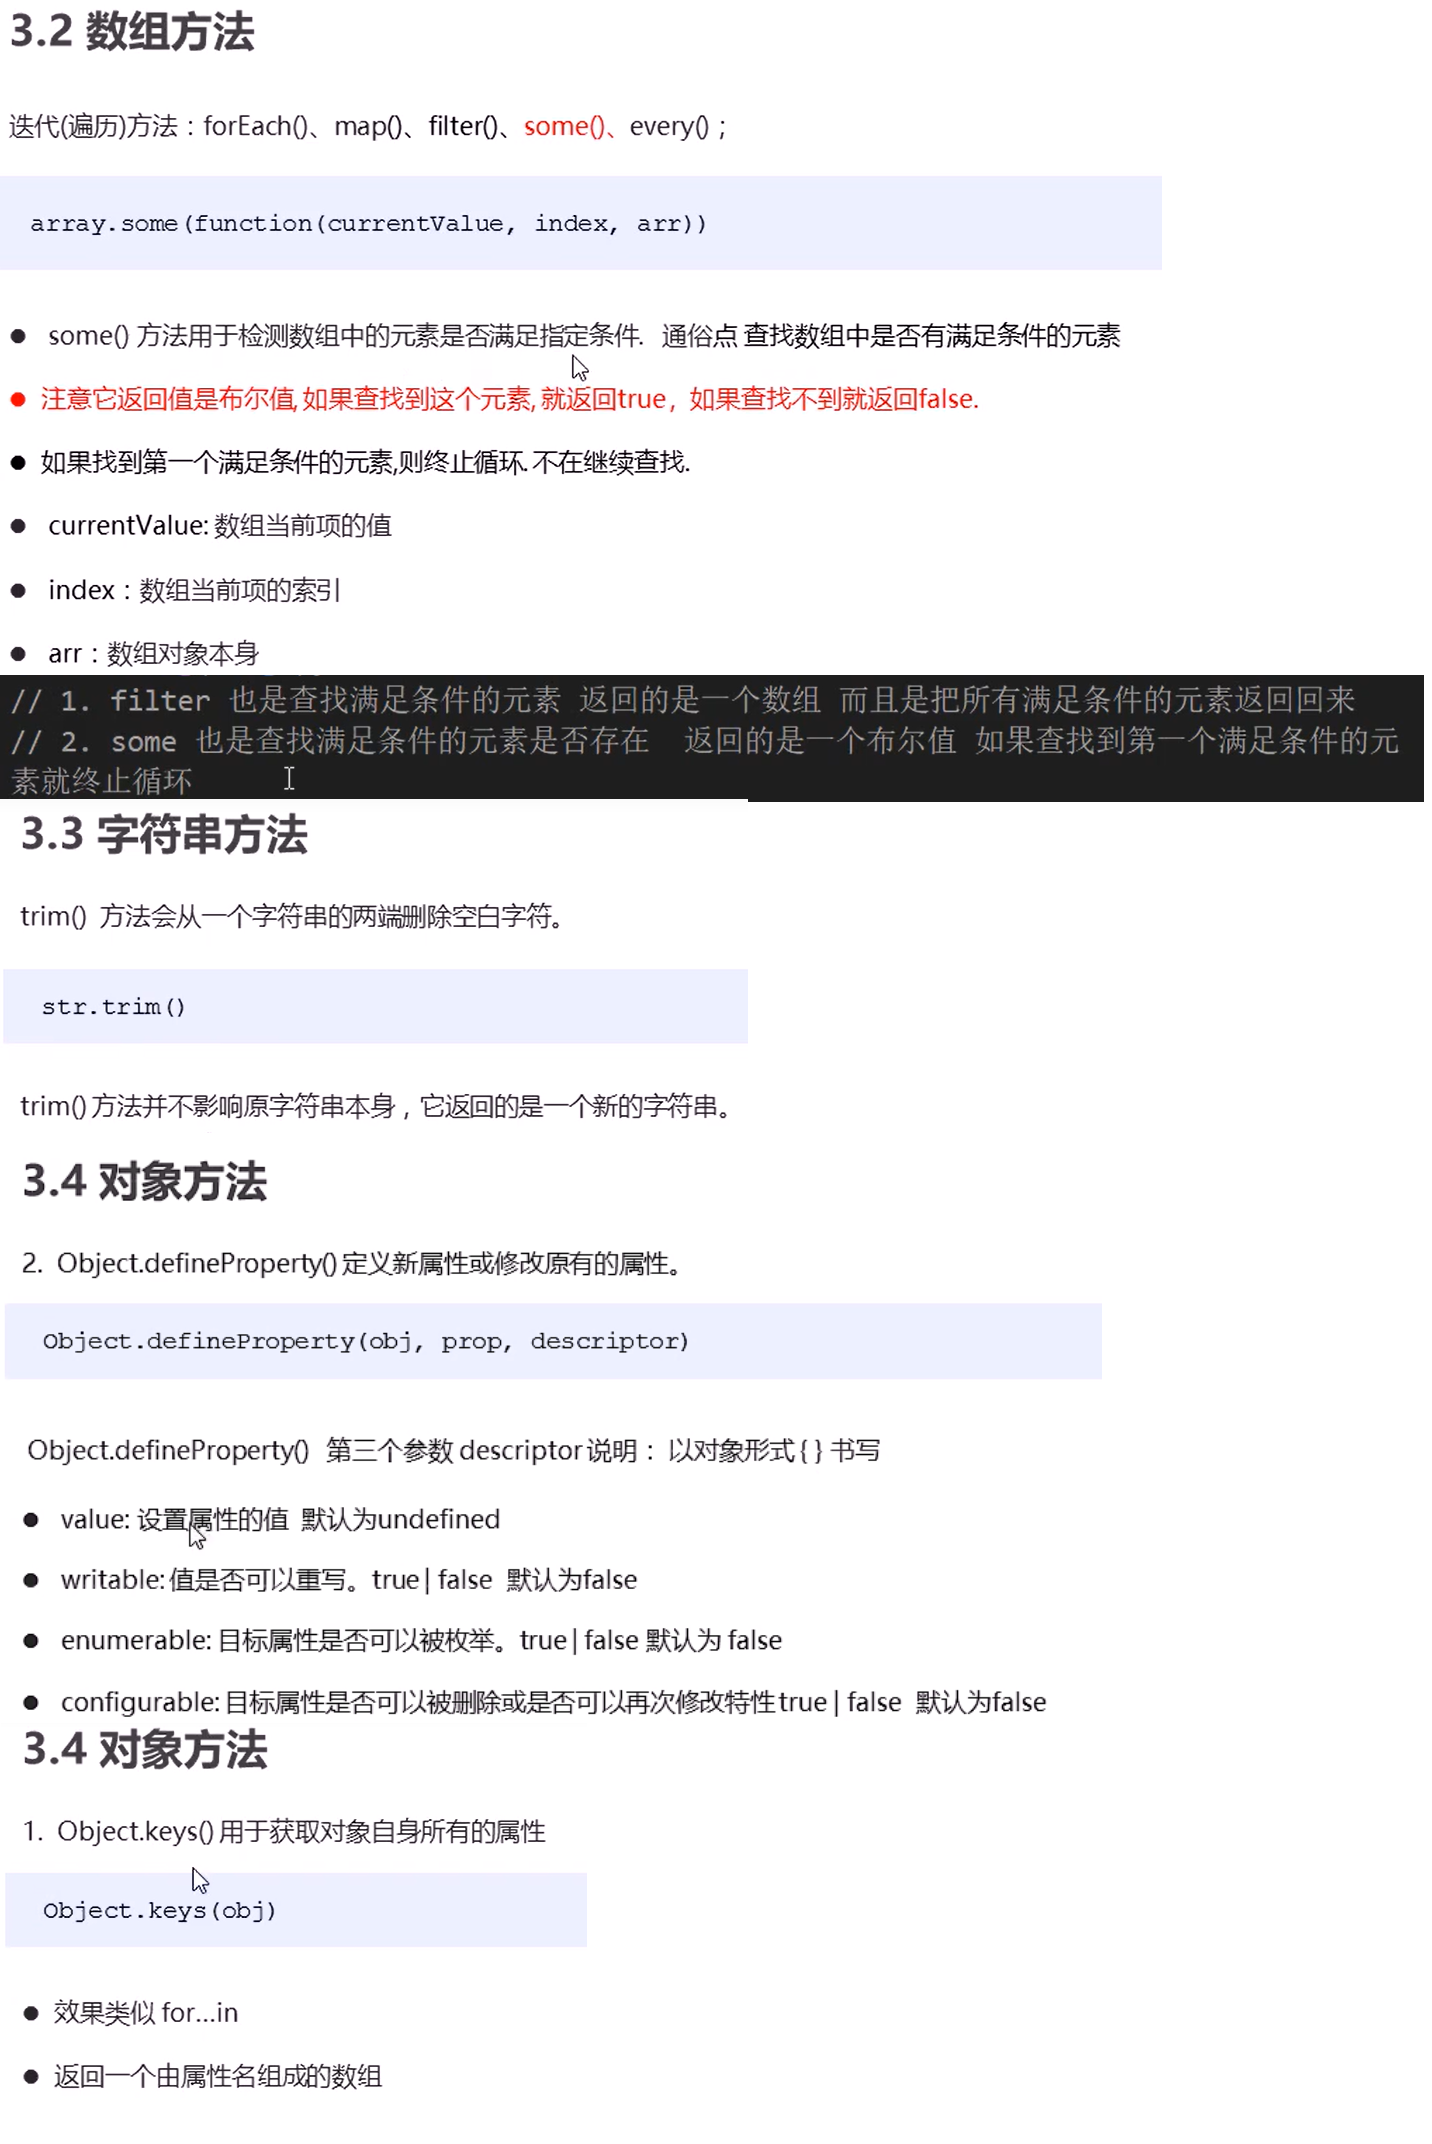 3.2 数组方法
迭代(遍历)方法：forEach()、map()、filter()、some()、every()；
array.some(function(currentValue, index, arr))
● some() 方法用于检测数组中的元素是否满足指定条件. 通俗点 查找数组中是否有满足条件的元素
● 注意它返回值是布尔值, 如果查找到这个元素, 就返回true，如果查找不到就返回false.
● 如果找到第一个满足条件的元素,则终止循环. 不在继续查找.
● currentValue: 数组当前项的值
● index：数组当前项的索引
● arr：数组对象本身
// 1. filter 也是查找满足条件的元素 返回的是一个数组 而且是把所有满足条件的元素返回回来
// 2. some 也是查找满足条件的元素是否存在 返回的是一个布尔值 如果查找到第一个满足条件的元
素就终止循环
3.3 字符串方法
trim() 方法会从一个字符串的两端删除空白字符。
str.trim()
trim() 方法并不影响原字符串本身，它返回的是一个新的字符串。
3.4 对象方法
2. Object.defineProperty() 定义新属性或修改原有的属性。
Object.defineProperty(obj, prop, descriptor)
Object.defineProperty() 第三个参数 descriptor 说明： 以对象形式 { } 书写
● value: 设置属性的值 默认为undefined
● writable: 值是否可以重写。true | false 默认为false
● enumerable: 目标属性是否可以被枚举。true | false 默认为 false
● configurable: 目标属性是否可以被删除或是否可以再次修改特性 true | false 默认为false
3.4 对象方法
1. Object.keys() 用于获取对象自身所有的属性
Object.keys(obj)
● 效果类似 for…in
● 返回一个由属性名组成的数组